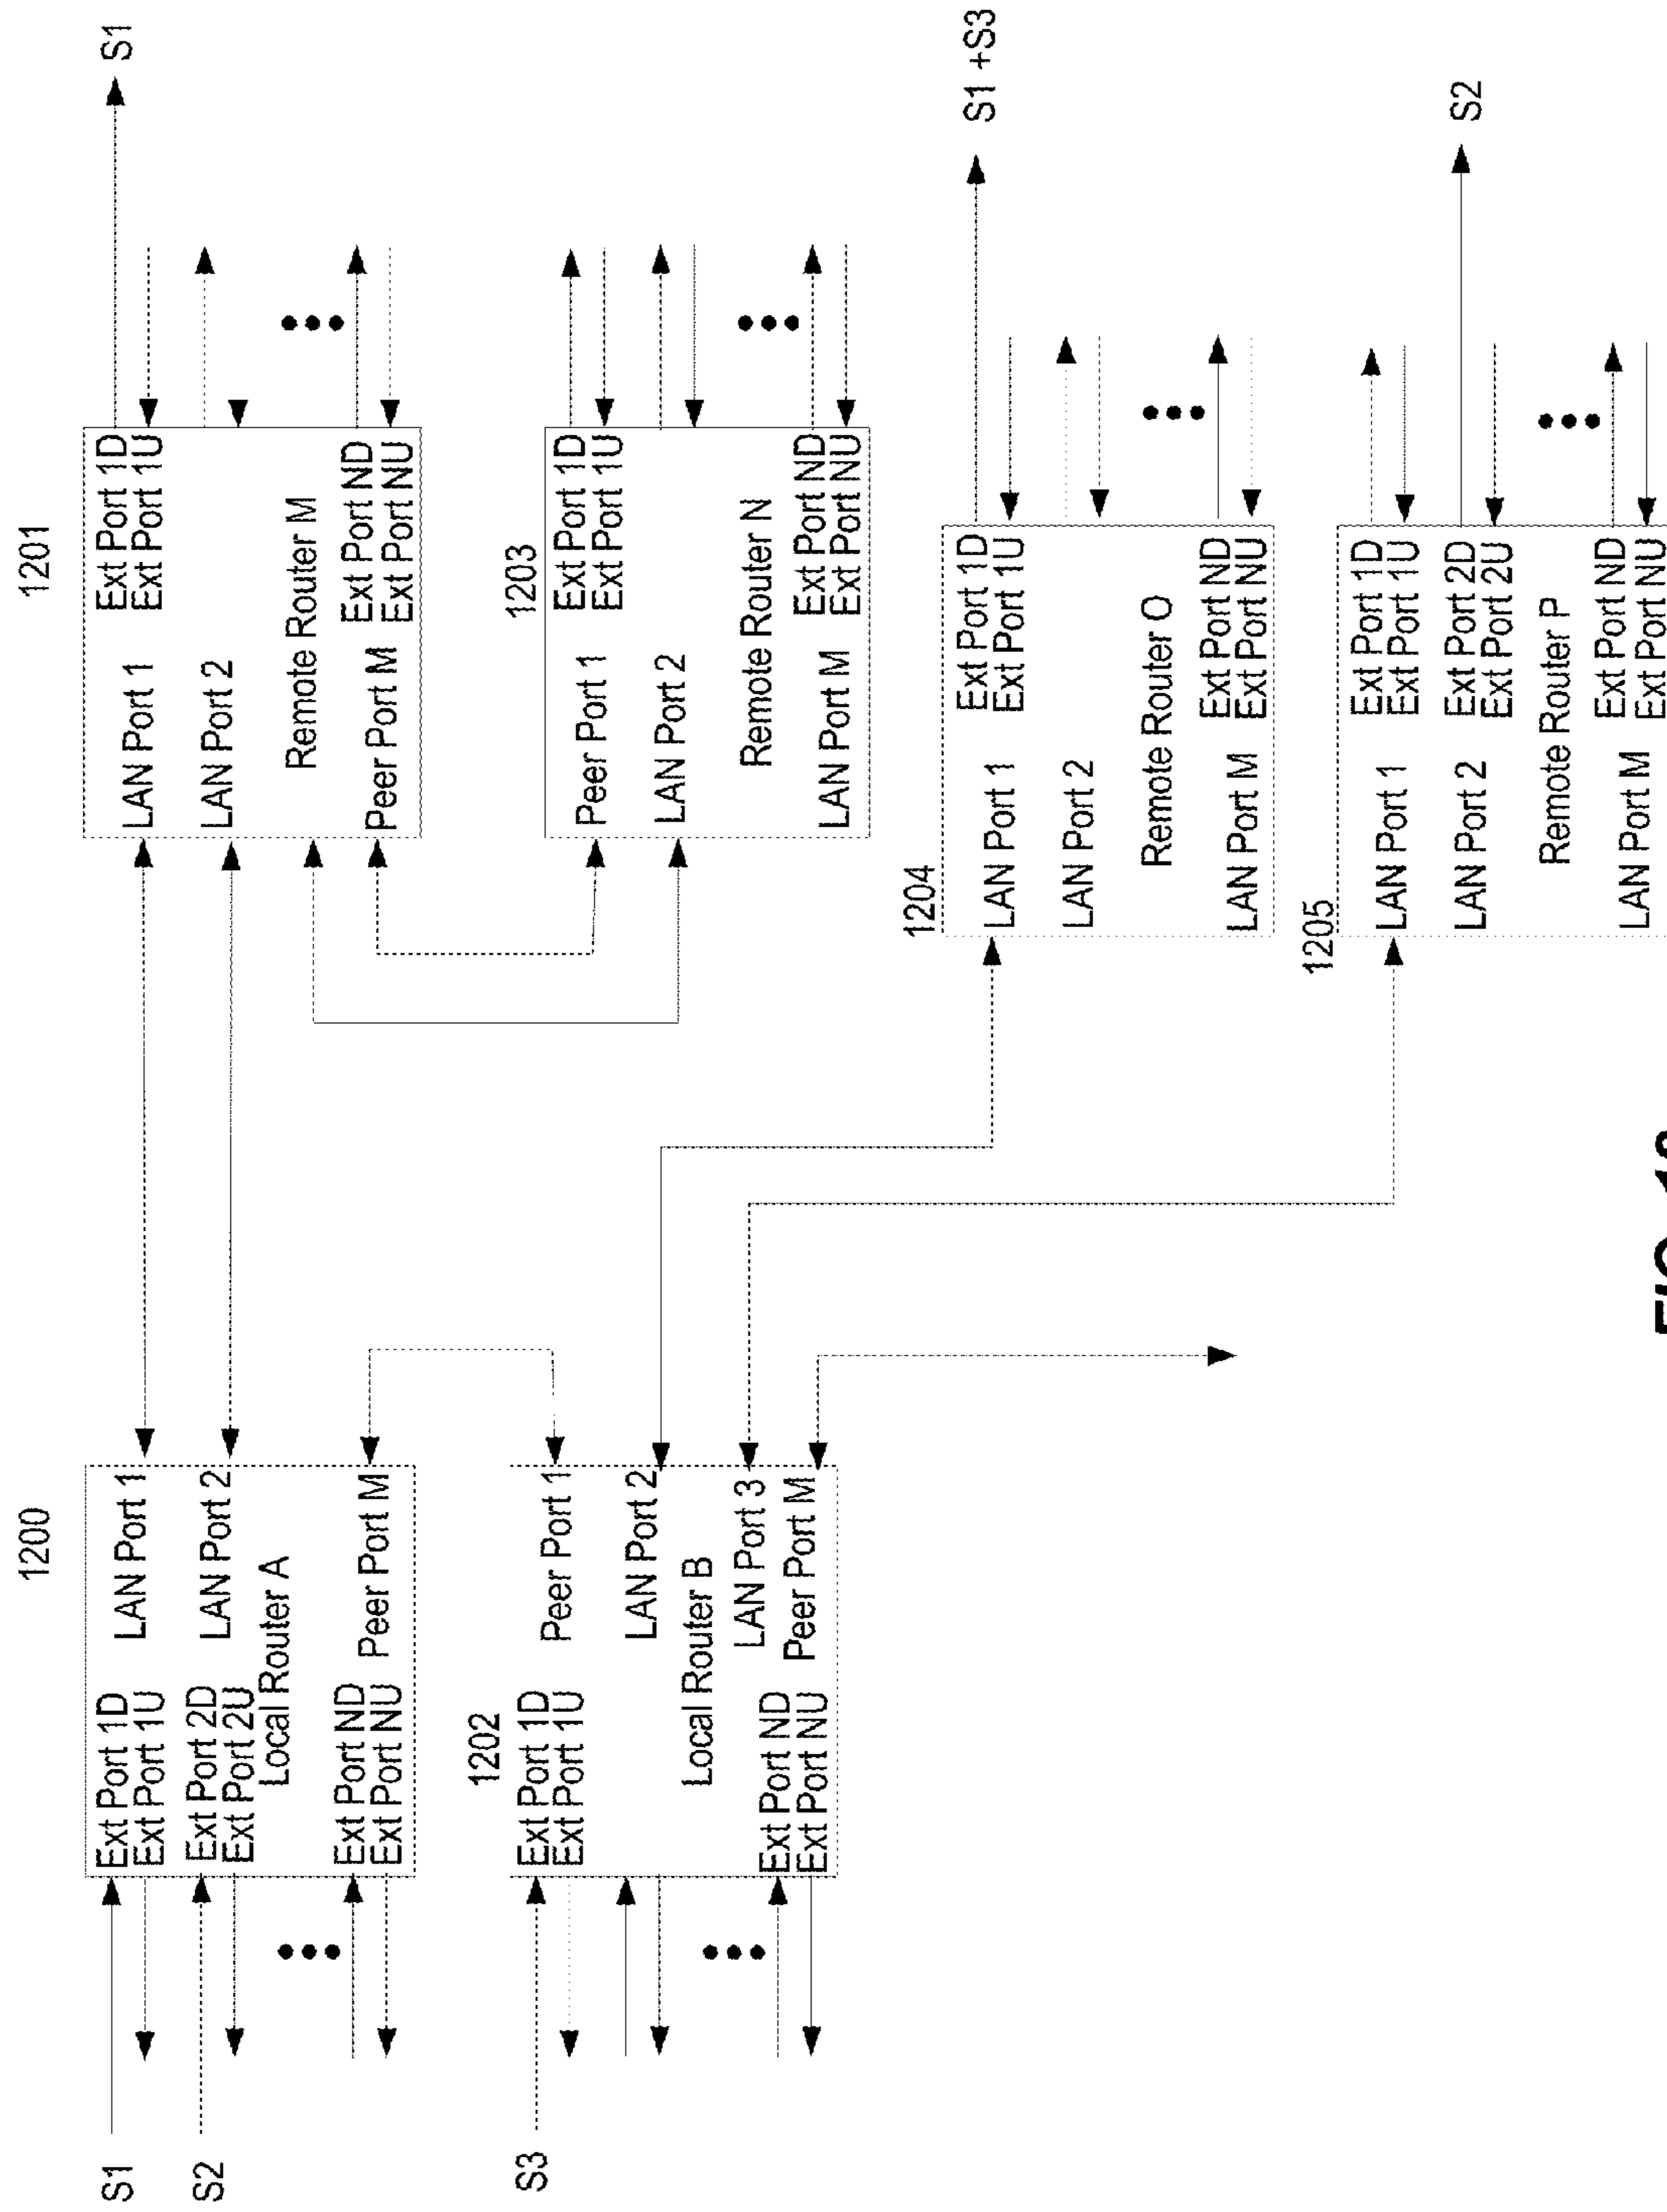 1200
S1
S2
Ext Port 1D
Ext Port 1U
LAN Port 1
Ext Port 2D
Ext Port 2U
LAN Port 2
Local Router A
Ext Port ND
Ext Port NU
Peer Port M
1202
S3
Ext Port 1D
Ext Port 1U
Peer Port 1
LAN Port 2
Local Router B
LAN Port 3
Ext Port ND
Ext Port NU
Peer Port M
1201
LAN Port 1
Ext Port 1D
Ext Port 1U
LAN Port 2
Remote Router M
Ext Port ND
Ext Port NU
Peer Port M
S1
1203
Ext Port 1D
Ext Port 1U
Peer Port 1
LAN Port 2
Remote Router N
Ext Port ND
Ext Port NU
LAN Port M
1204
Ext Port 1D
Ext Port 1U
LAN Port 1
LAN Port 2
Remote Router O
Ext Port ND
Ext Port NU
LAN Port M
S1 +S3
1205
Ext Port 1D
Ext Port 1U
LAN Port 1
Ext Port 2D
Ext Port 2U
LAN Port 2
Remote Router P
Ext Port ND
Ext Port NU
LAN Port M
S2